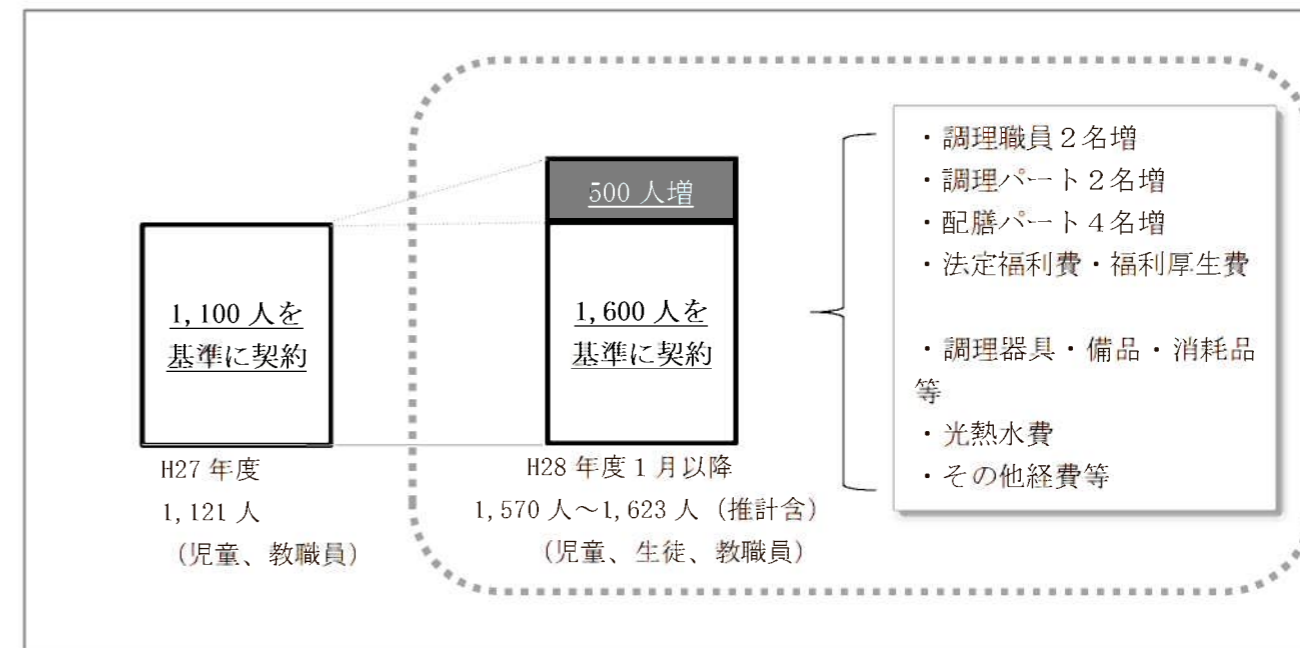 1,100 人を
基準に契約
H27 年度
1,121 人
（児童、教職員）
500 人増
1,600 人を
基準に契約
H28 年度 1 月以降
1,570 人～1,623 人（推計含）
（児童、生徒、教職員）
・調理職員２名増
・調理パート２名増
・配膳パート４名増
・法定福利費・福利厚生費
・調理器具・備品・消耗品
等
・光熱水費
・その他経費等